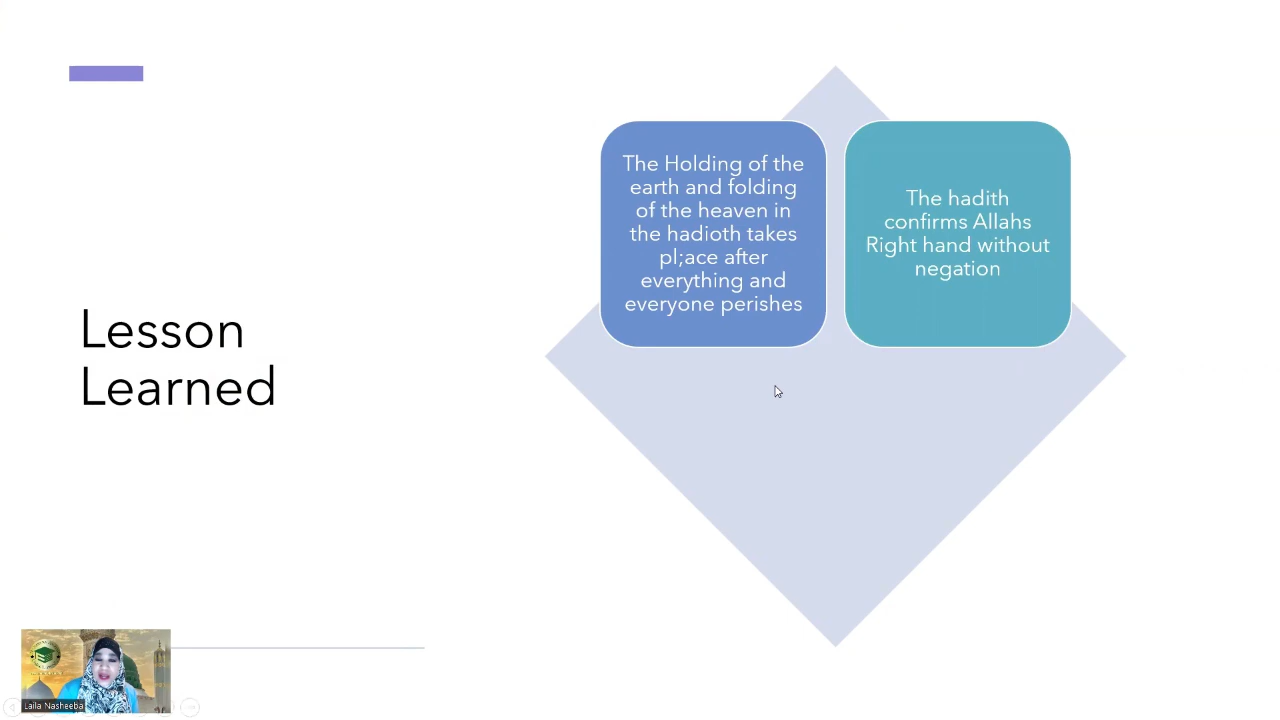 Lesson
Learned
The Holding of the
earth and folding
of the heaven in
the hadioth takes
pl;ace after
everything and
everyone perishes
The hadith
confirms Allahs
Right hand without
negation
Laila Nasheeba